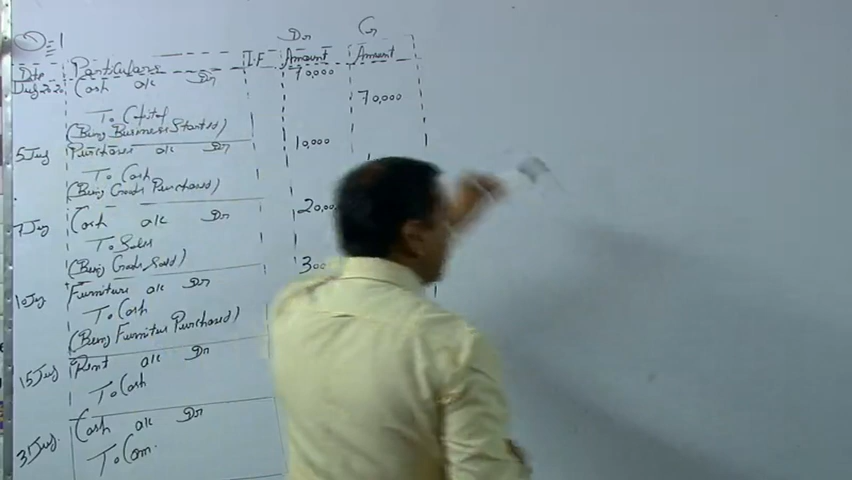 Q=1
Dr Cr
Date Particulars I.F Amount Amount
Cash a/c Dr 70,000
To Capital 70,000
(Being Business Started)
5 July Purchases a/c Dr 10,000
To Cash
(Being Goods Purchased)
7 July Cash a/c Dr 20,00
To Sales
(Being Goods Sold)
10 July Furniture a/c Dr 300
To Cash
(Being Furniture Purchased)
15 July Rent a/c Dr
To Cash
31 July Cash a/c Dr
To Com.